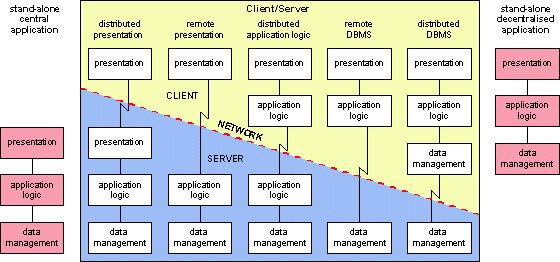 Client/Server
stand-alone
central
application
distributed
presentation
remote
presentation
distributed
application logic
remote
DBMS
distributed
DBMS
stand-alone
decentralised
application
presentation
presentation
presentation
presentation
presentation
presentation
CLIENT
application
logic
application
logic
application
logic
application
logic
NETWORK
presentation
presentation
SERVER
data
management
data
management
application
logic
application
logic
application
logic
application
logic
data
management
data
management
data
management
data
management
data
management
data
management